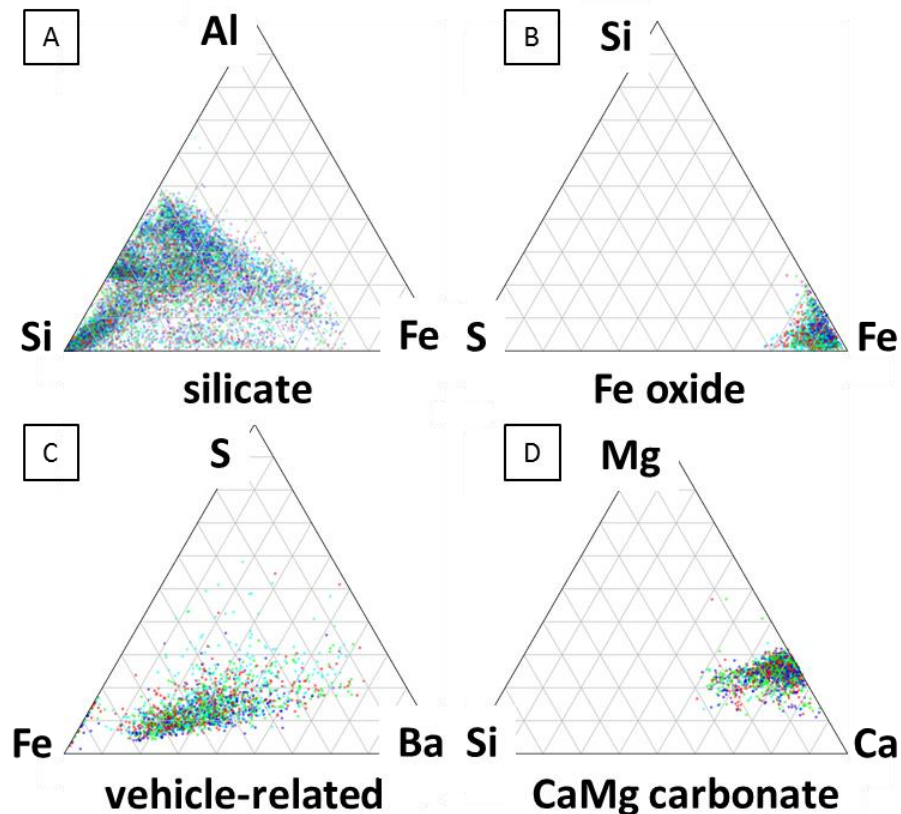 A
Al
Si
Fe
silicate
B
Si
S
Fe
Fe oxide
C
S
Fe
Ba
vehicle-related
D
Mg
Si
Ca
CaMg carbonate